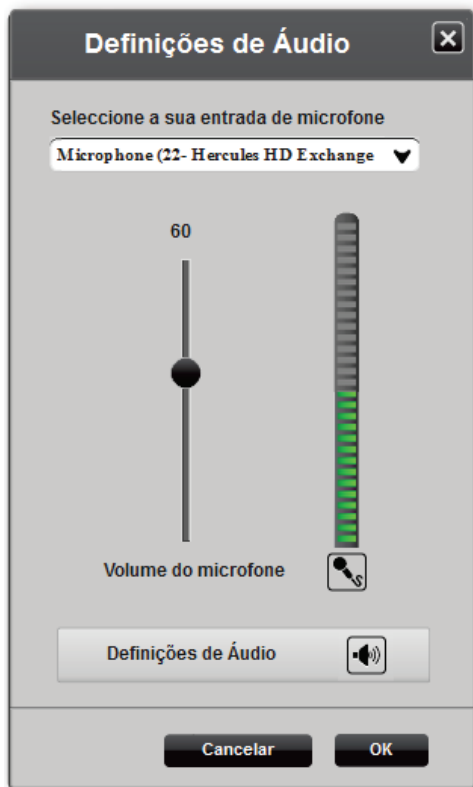 Definições de Áudio
Seleccione a sua entrada de microfone
Microphone (22- Hercules HD Exchange
60
Volume do microfone
Definições de Áudio
Cancelar
OK